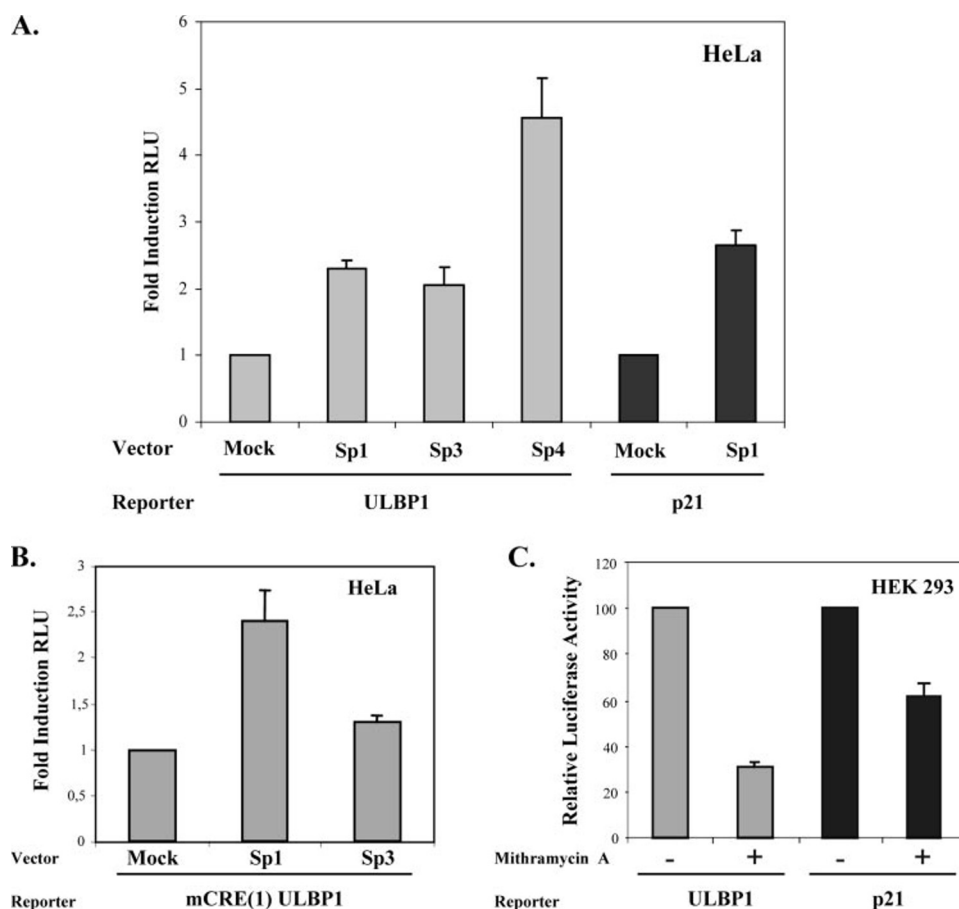 A.
HeLa
Fold Induction RLU
6
5
4
3
2
1
0
Vector Mock Sp1 Sp3 Sp4 Mock Sp1
Reporter ULBP1 p21
B.
HeLa
Fold Induction RLU
3
2,5
2
1,5
1
0,5
0
Vector Mock Sp1 Sp3
Reporter mCRE(1) ULBP1
C.
HEK 293
Relative Luciferase Activity
120
100
80
60
40
20
0
Mithramycin A - + - +
Reporter ULBP1 p21